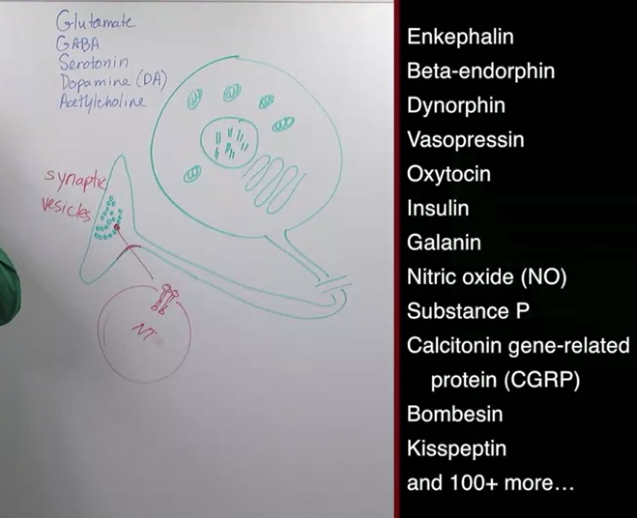 Glutamate
GABA
Serotonin
Dopamine (DA)
Acetylcholine
synaptic
vesicles
NT
Enkephalin
Beta-endorphin
Dynorphin
Vasopressin
Oxytocin
Insulin
Galanin
Nitric oxide (NO)
Substance P
Calcitonin gene-related
protein (CGRP)
Bombesin
Kisspeptin
and 100+ more...